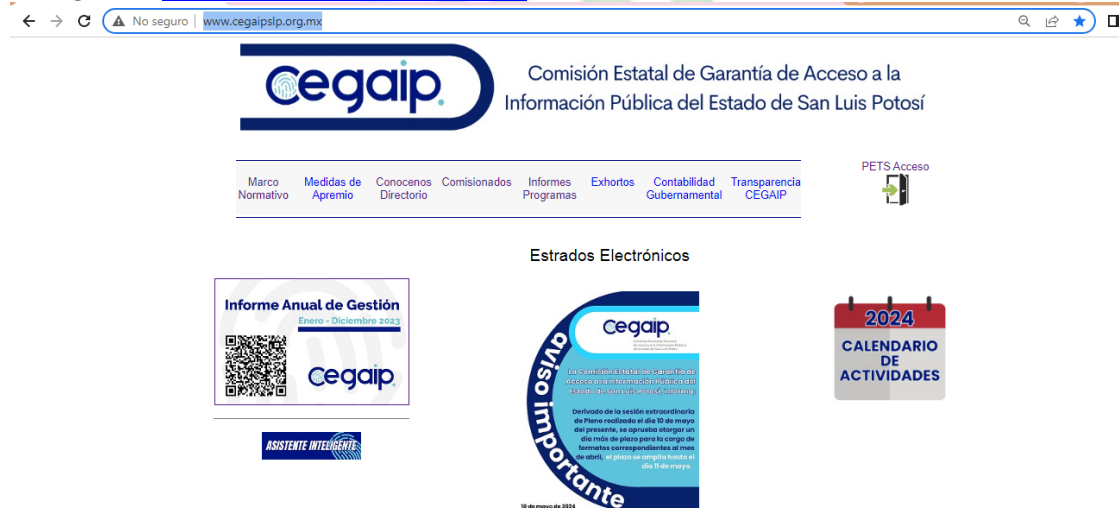 No seguro
www.cegaipslp.org.mx
Cegaip.
Comisión Estatal de Garantía de Acceso a la
Información Pública del Estado de San Luis Potosí
PETS Acceso
Marco
Normativo
Medidas de
Apremio
Conocenos
Directorio
Comisionados
Informes
Programas
Exhortos
Contabilidad
Gubernamental
Transparencia
CEGAIP
Estrados Electrónicos
Informe Anual de Gestión
Enero - Diciembre 2023
Cegaip.
ASISTENTE INTELIGENTE
Cegaip.
aviso importante
La Comisión Estatal de Garantía de
Acceso a la Información Pública del
estado de San Luis Potosí, informa:
Derivado de la sesión extraordinaria
de Pleno realizada el día 10 de mayo
del presente, se aprueba otorgar un
día más de plazo para la carga de
formatos correspondientes al mes
de abril, el plazo se amplía hasta el
día 11 de mayo.
10 de mayo de 2024
2024
CALENDARIO
DE
ACTIVIDADES